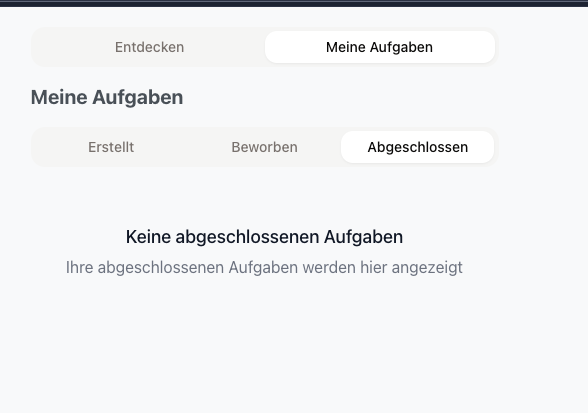 Entdecken Meine Aufgaben
Meine Aufgaben
Erstellt Beworben Abgeschlossen
Keine abgeschlossenen Aufgaben
Ihre abgeschlossenen Aufgaben werden hier angezeigt